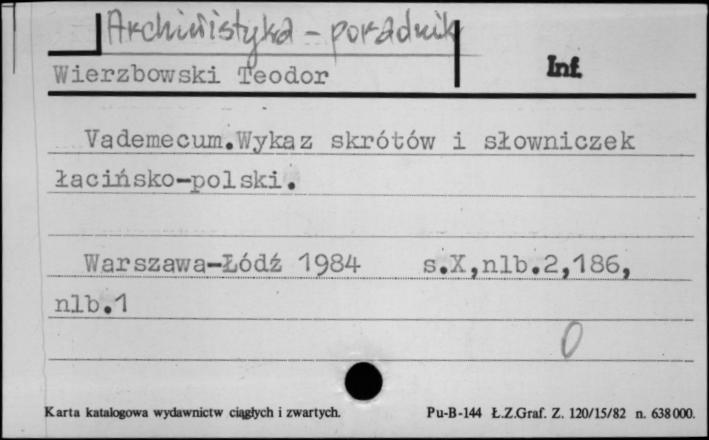 Archiwistyka - poradnik
Wierzbowski Teodor Inf.
Vademecum.Wykaz skrótów i słowniczek
łacińsko-polski.
Warszawa-Łódź 1984 s.X,nlb.2,186,
nlb.1
0
Karta katalogowa wydawnictw ciągłych i zwartych. Pu-B-144 Ł.Z.Graf. Z. 120/15/82 n. 638000.